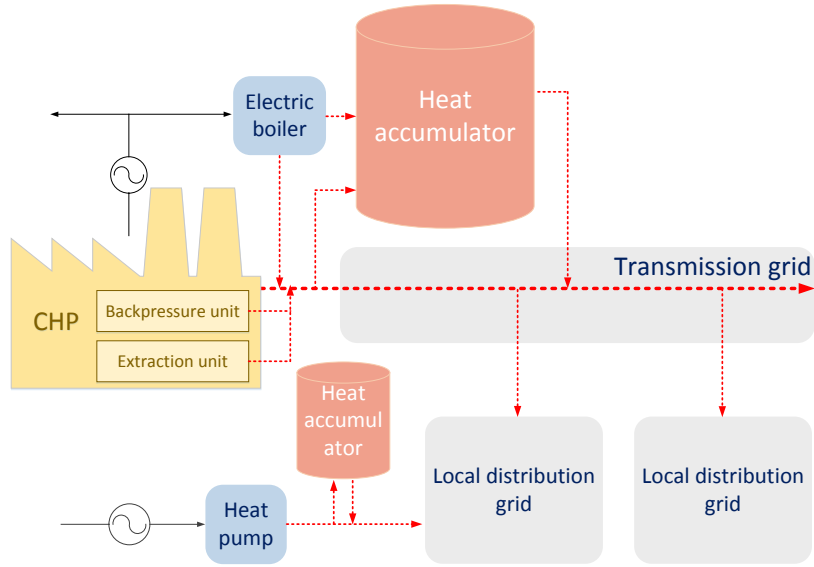 Electric
boiler
Heat
accumulator
Transmission grid
CHP
Backpressure unit
Extraction unit
Heat
accumul
ator
Local distribution
grid
Local distribution
grid
Heat
pump